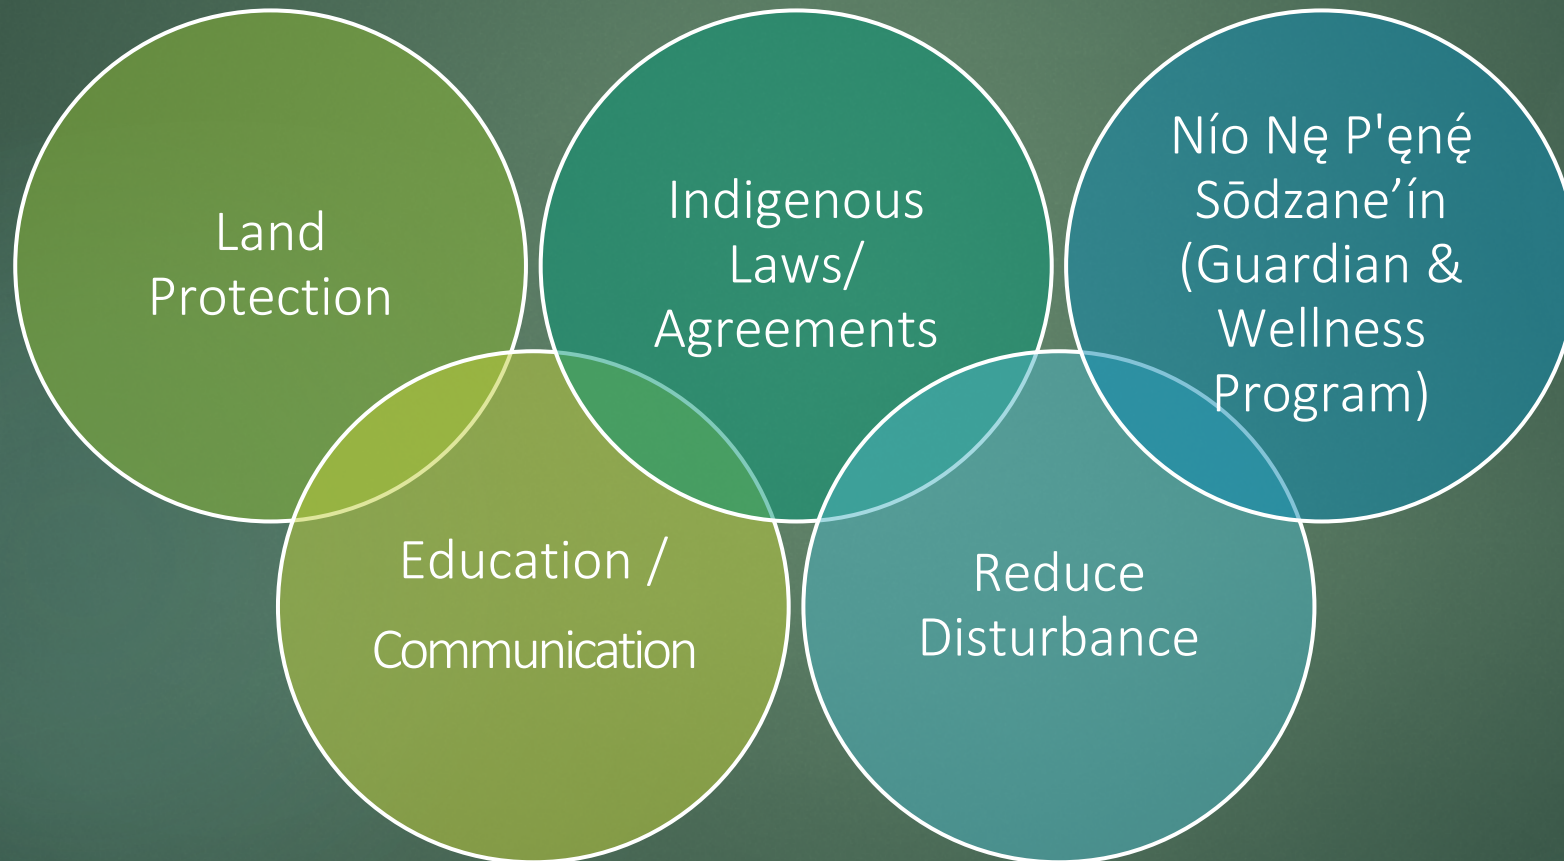 Land
Protection
Indigenous
Laws/
Agreements
Nío Nę P'ęnę́
Sōdzane’ín
(Guardian &
Wellness
Program)
Education /
Communication
Reduce
Disturbance